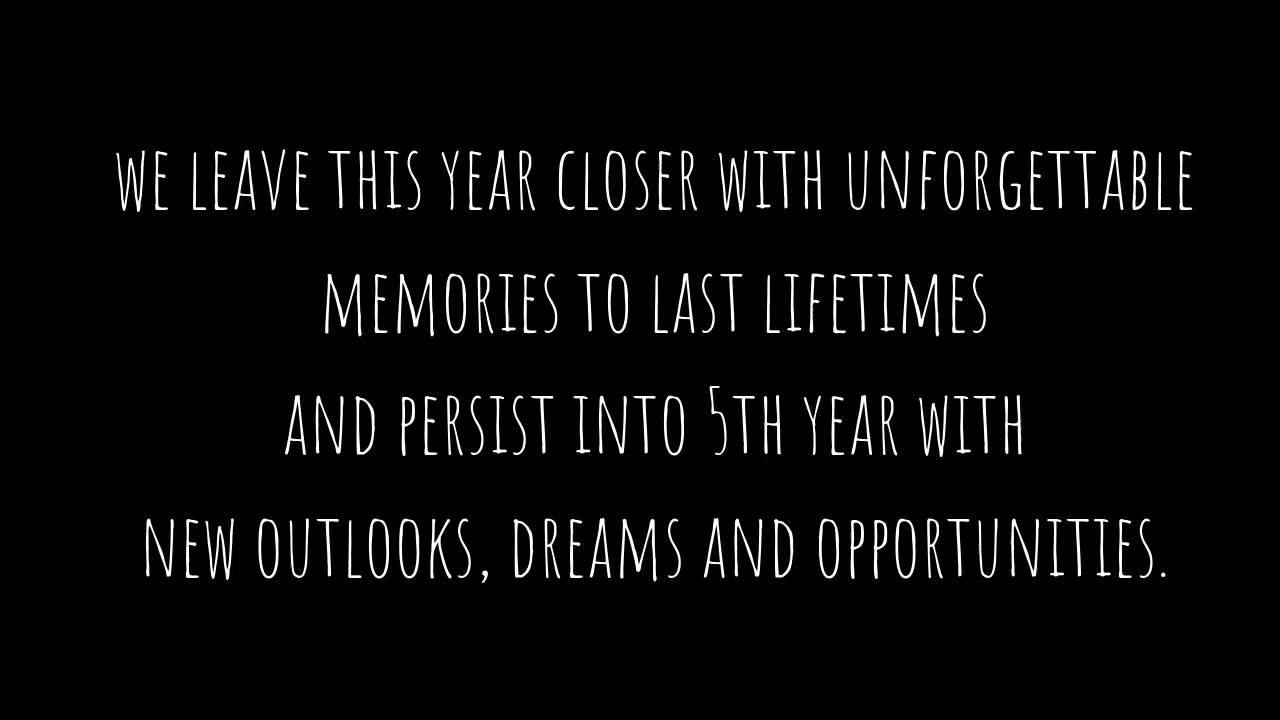 WE LEAVE THIS YEAR CLOSER WITH UNFORGETTABLE
MEMORIES TO LAST LIFETIMES
AND PERSIST INTO 5TH YEAR WITH
NEW OUTLOOKS, DREAMS AND OPPORTUNITIES.